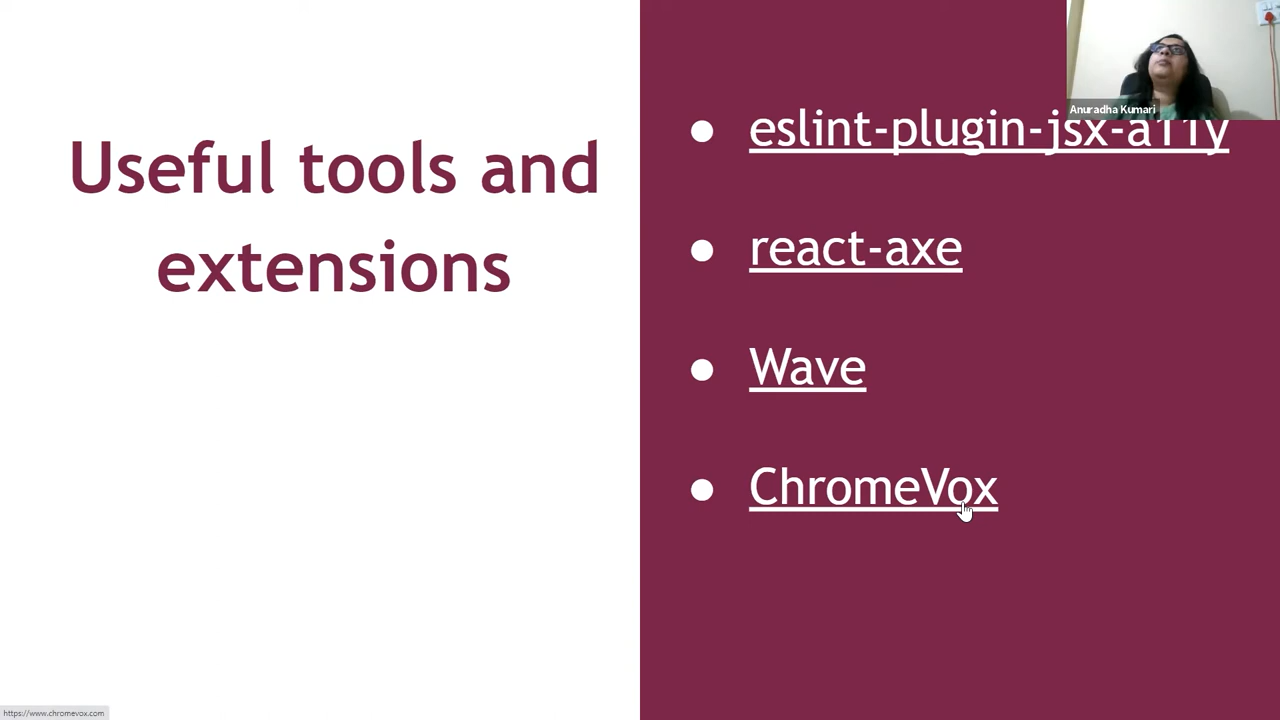 Useful tools and
extensions
● eslint-plugin-jsx-a11y
● react-axe
● Wave
● ChromeVox
Anuradha Kumari
https://www.chromevox.com